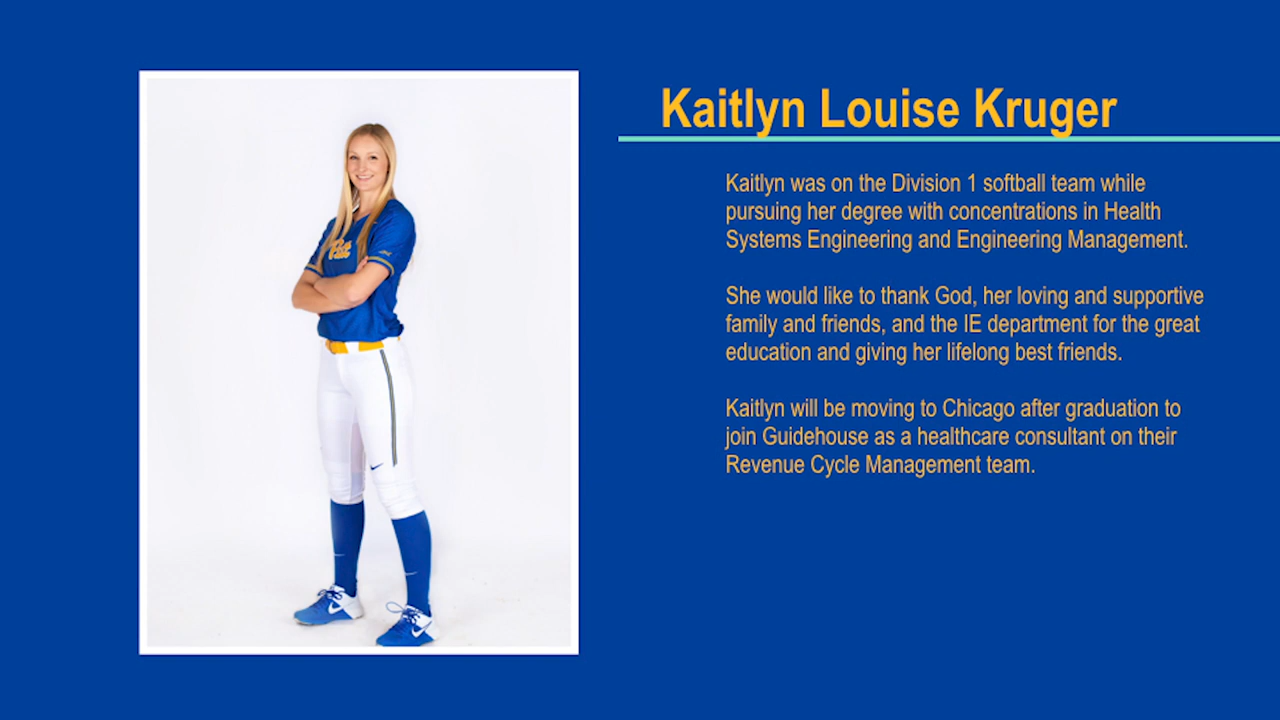 Kaitlyn Louise Kruger
Kaitlyn was on the Division 1 softball team while
pursuing her degree with concentrations in Health
Systems Engineering and Engineering Management.
She would like to thank God, her loving and supportive
family and friends, and the IE department for the great
education and giving her lifelong best friends.
Kaitlyn will be moving to Chicago after graduation to
join Guidehouse as a healthcare consultant on their
Revenue Cycle Management team.
Pitt